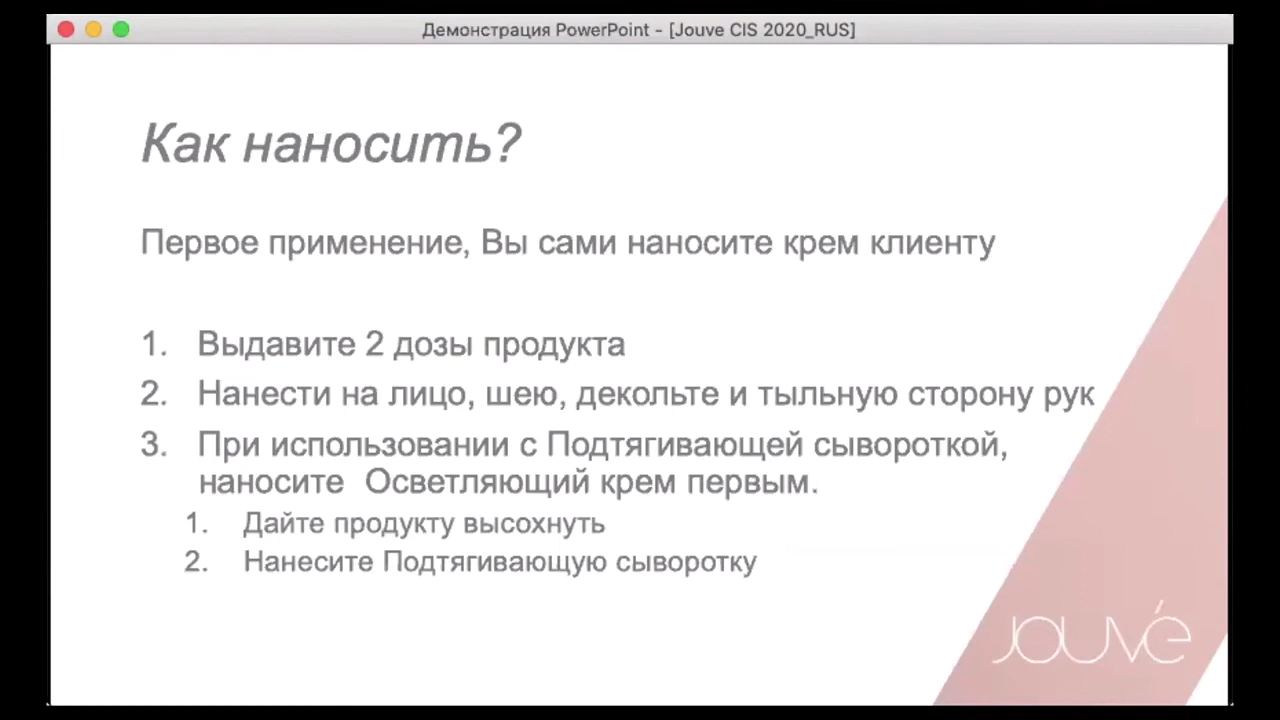 Демонстрация PowerPoint - [Jouve CIS 2020_RUS]
Как наносить?
Первое применение, Вы сами наносите крем клиенту
1. Выдавите 2 дозы продукта
2. Нанести на лицо, шею, декольте и тыльную сторону рук
3. При использовании с Подтягивающей сывороткой,
наносите Осветляющий крем первым.
1. Дайте продукту высохнуть
2. Нанесите Подтягивающую сыворотку
Jouvé